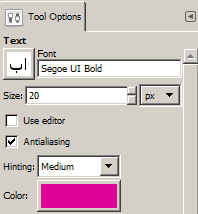 Tool Options
Text
اب
Font
Segoe UI Bold
Size: 20 px
Use editor
Antialiasing
Hinting: Medium
Color: